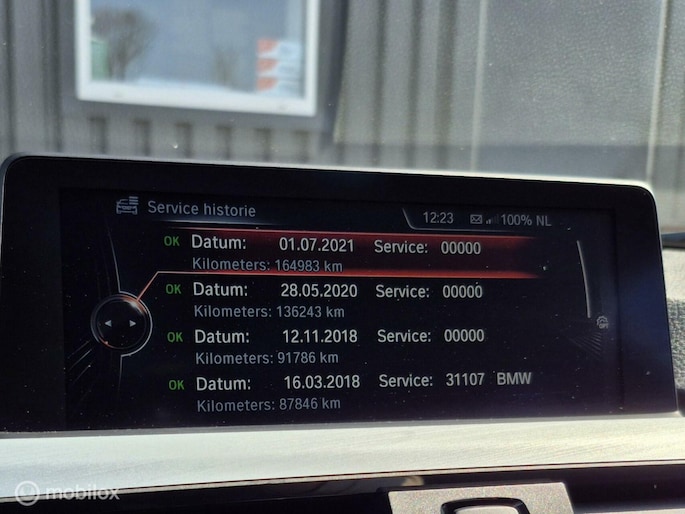 Service historie
12:23 100% NL
OK Datum: 01.07.2021 Service: 00000
Kilometers: 164983 km
OK Datum: 28.05.2020 Service: 00000
Kilometers: 136243 km
OK Datum: 12.11.2018 Service: 00000
Kilometers: 91786 km
OK Datum: 16.03.2018 Service: 31107 BMW
Kilometers: 87846 km
mobilox